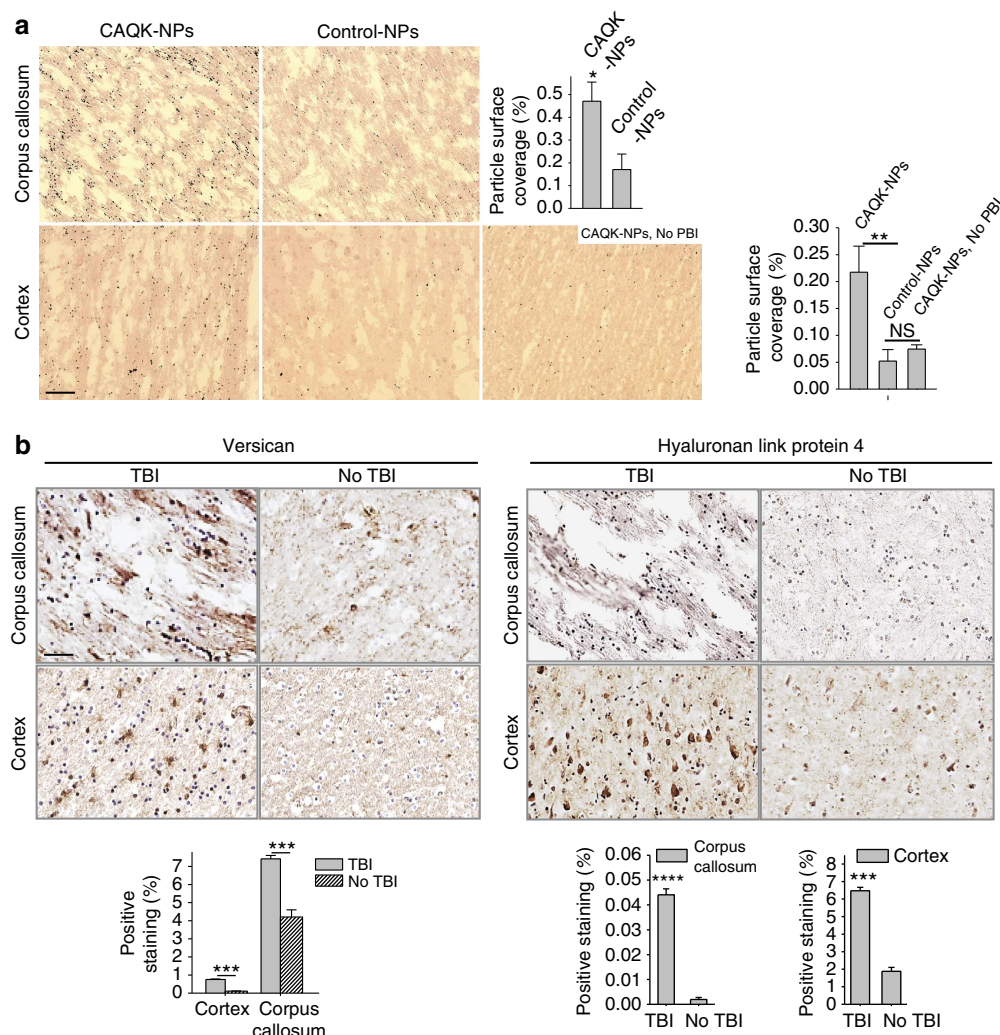 a
CAQK-NPs
Control-NPs
Corpus callosum
Cortex
CAQK-NPs, No PBI
Particle surface
coverage (%)
0.5
0.4
0.3
0.2
0.1
0.0
*
CAQK
-NPs
Control
-NPs
Particle surface
coverage (%)
0.30
0.25
0.20
0.15
0.10
0.05
0.00
CAQK-NPs
**
Control-NPs
CAQK-NPs, No PBI
NS
b
Versican
TBI
No TBI
Corpus callosum
Cortex
Hyaluronan link protein 4
TBI
No TBI
Corpus callosum
Cortex
Positive
staining (%)
7
6
5
4
3
2
1
0
***
***
TBI
No TBI
Cortex
Corpus
callosum
Positive staining (%)
0.06
0.05
0.04
0.03
0.02
0.01
0.00
****
Corpus
callosum
TBI
No TBI
Positive staining (%)
8
7
6
5
4
3
2
1
0
***
Cortex
TBI
No TBI